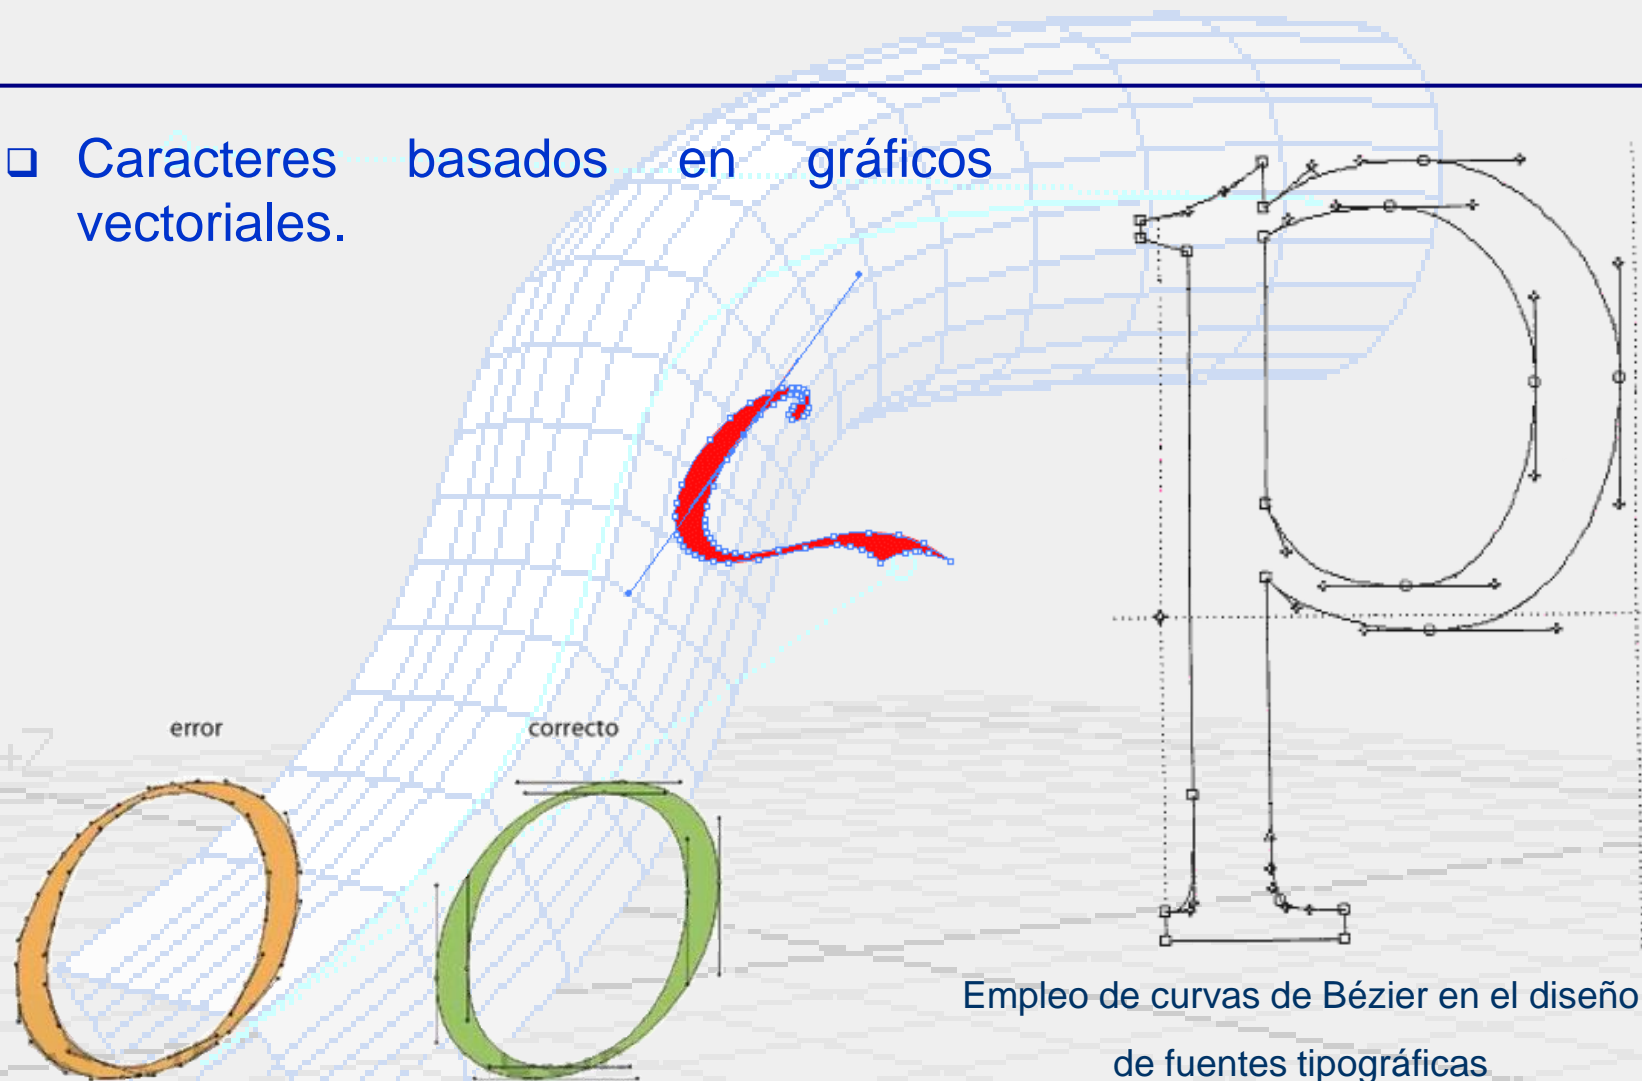 Caracteres basados en gráficos
vectoriales.
error
correcto
+Z
Empleo de curvas de Bézier en el diseño
de fuentes tipográficas